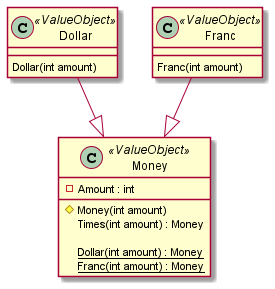 C «ValueObject»
Dollar
Dollar(int amount)
C «ValueObject»
Franc
Franc(int amount)
C «ValueObject»
Money
Amount : int
Money(int amount)
Times(int amount) : Money
Dollar(int amount) : Money
Franc(int amount) : Money